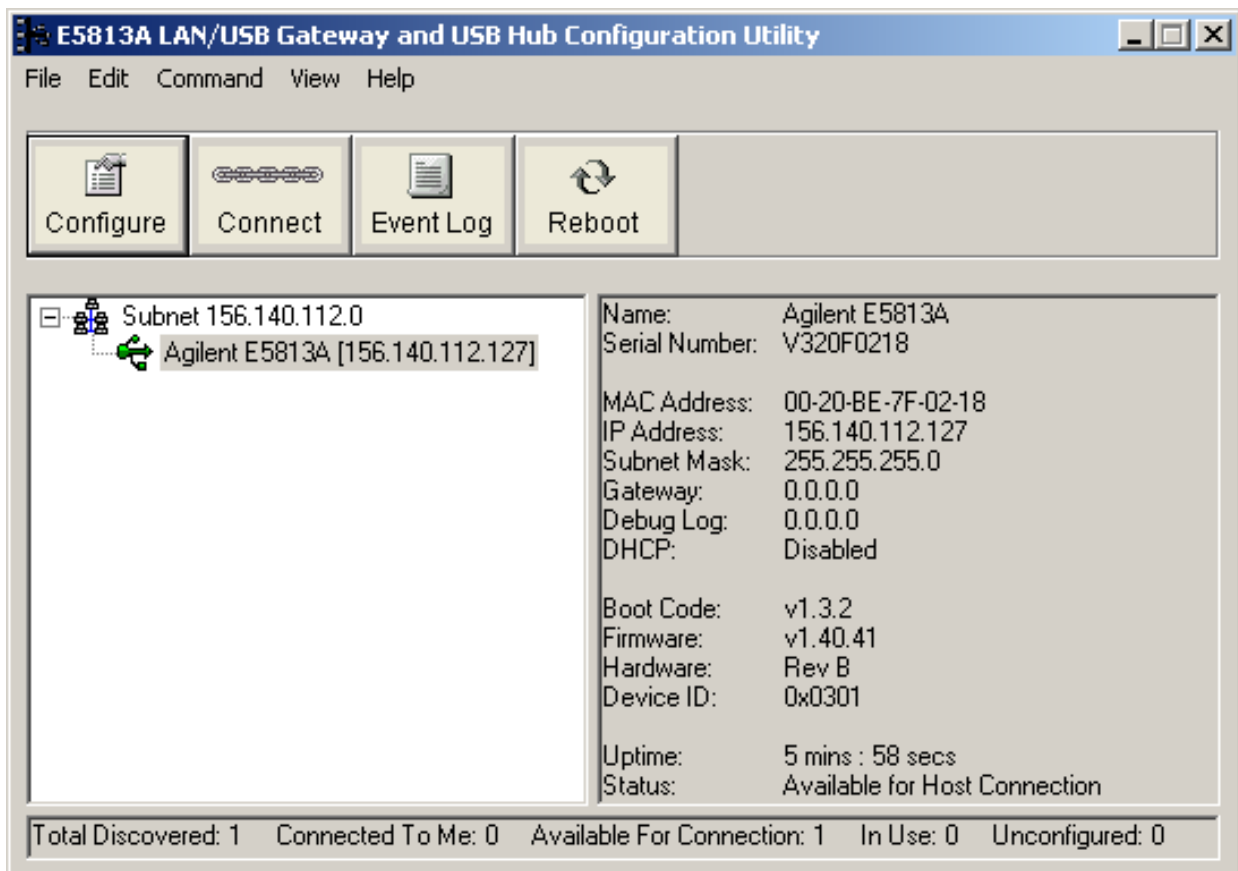 E5813A LAN/USB Gateway and USB Hub Configuration Utility
File Edit Command View Help
Configure Connect Event Log Reboot
Subnet 156.140.112.0
Agilent E5813A [156.140.112.127]
Name: Agilent E5813A
Serial Number: V320F0218
MAC Address: 00-20-BE-7F-02-18
IP Address: 156.140.112.127
Subnet Mask: 255.255.255.0
Gateway: 0.0.0.0
Debug Log: 0.0.0.0
DHCP: Disabled
Boot Code: v1.3.2
Firmware: v1.40.41
Hardware: Rev B
Device ID: 0x0301
Uptime: 5 mins : 58 secs
Status: Available for Host Connection
Total Discovered: 1 Connected To Me: 0 Available For Connection: 1 In Use: 0 Unconfigured: 0